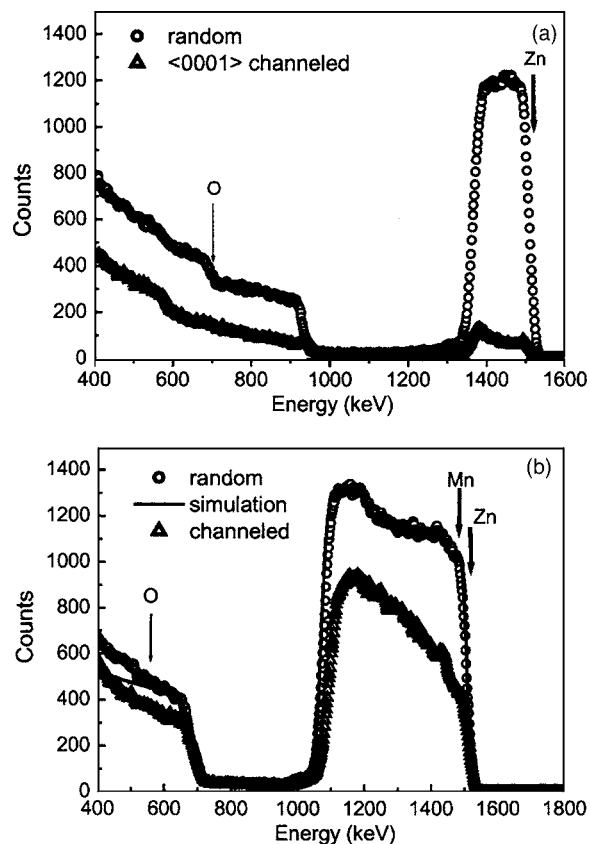 (a)
random
<0001> channeled
Zn
O
Counts
1400
1200
1000
800
600
400
200
0
400 600 800 1000 1200 1400 1600
Energy (keV)
(b)
random
simulation
channeled
Mn
Zn
O
Counts
1400
1200
1000
800
600
400
200
0
400 600 800 1000 1200 1400 1600 1800
Energy (keV)